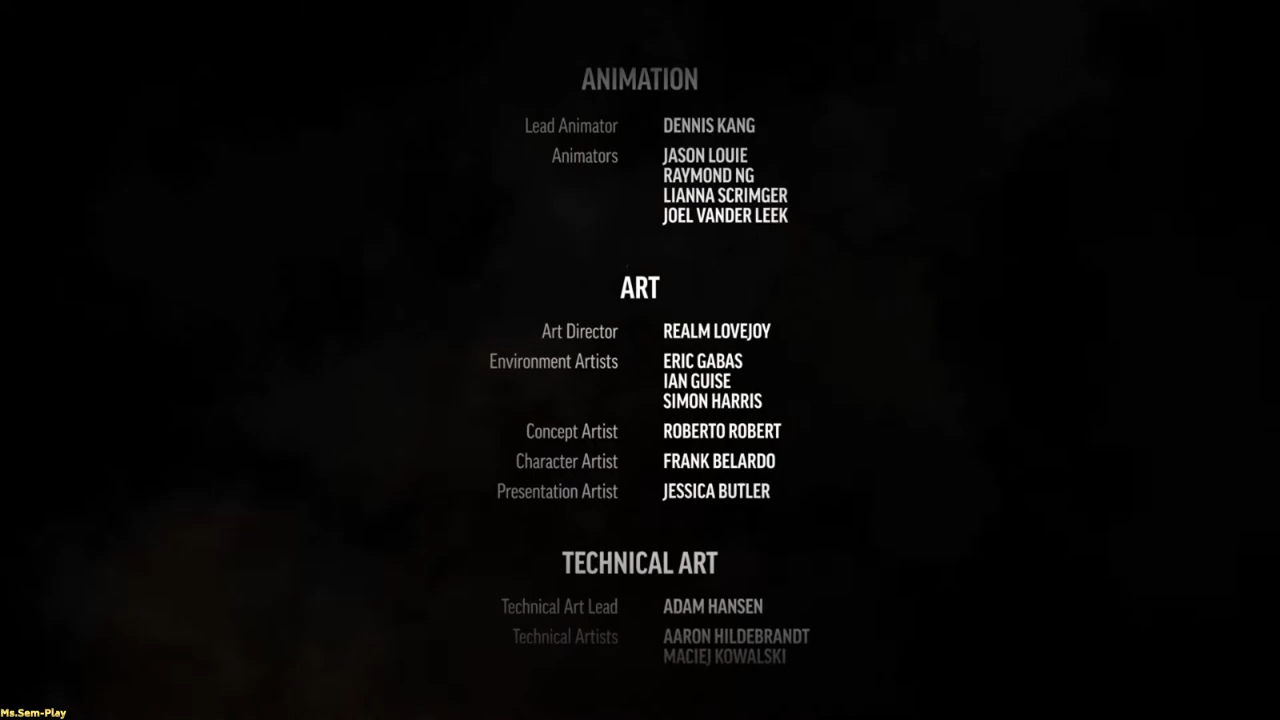 ANIMATION
Lead Animator DENNIS KANG
Animators JASON LOUIE
RAYMOND NG
LIANNA SCRIMGER
JOEL VANDER LEEK
ART
Art Director REALM LOVEJOY
Environment Artists ERIC GABAS
IAN GUISE
SIMON HARRIS
Concept Artist ROBERTO ROBERT
Character Artist FRANK BELARDO
Presentation Artist JESSICA BUTLER
TECHNICAL ART
Technical Art Lead ADAM HANSEN
Technical Artists AARON HILDEBRANDT
MACIEJ KOWALSKI
Ms.Sem-Play